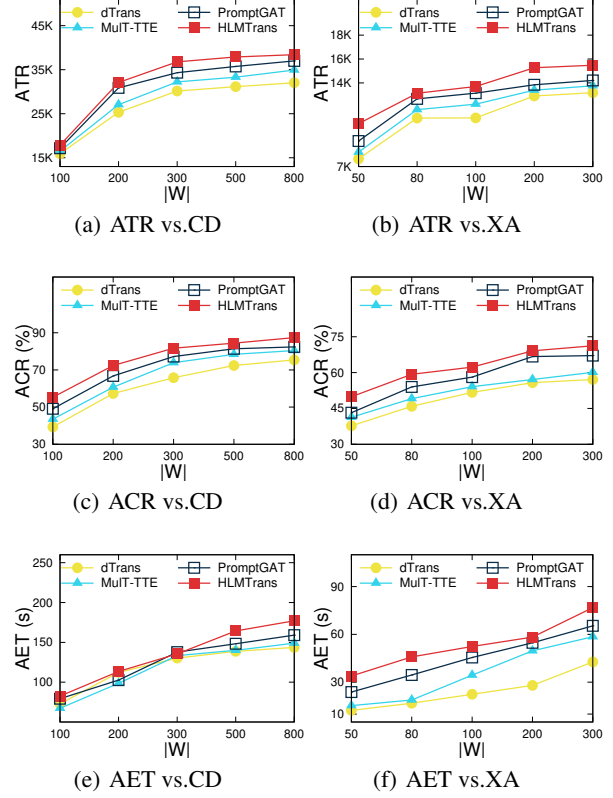 dTrans PromptGAT
MulT-TTE HLMTrans
45K
35K
25K
15K
ATR
100 200 300 500 800
|W|
(a) ATR vs.CD
dTrans PromptGAT
MulT-TTE HLMTrans
18K
16K
14K
7K
ATR
50 80 100 200 300
|W|
(b) ATR vs.XA
dTrans PromptGAT
MulT-TTE HLMTrans
90
70
50
30
ACR (%)
100 200 300 500 800
|W|
(c) ACR vs.CD
dTrans PromptGAT
MulT-TTE HLMTrans
75
60
45
30
ACR (%)
50 80 100 200 300
|W|
(d) ACR vs.XA
dTrans PromptGAT
MulT-TTE HLMTrans
250
200
150
100
AET (s)
100 200 300 500 800
|W|
(e) AET vs.CD
dTrans PromptGAT
MulT-TTE HLMTrans
90
60
30
10
AET (s)
50 80 100 200 300
|W|
(f) AET vs.XA